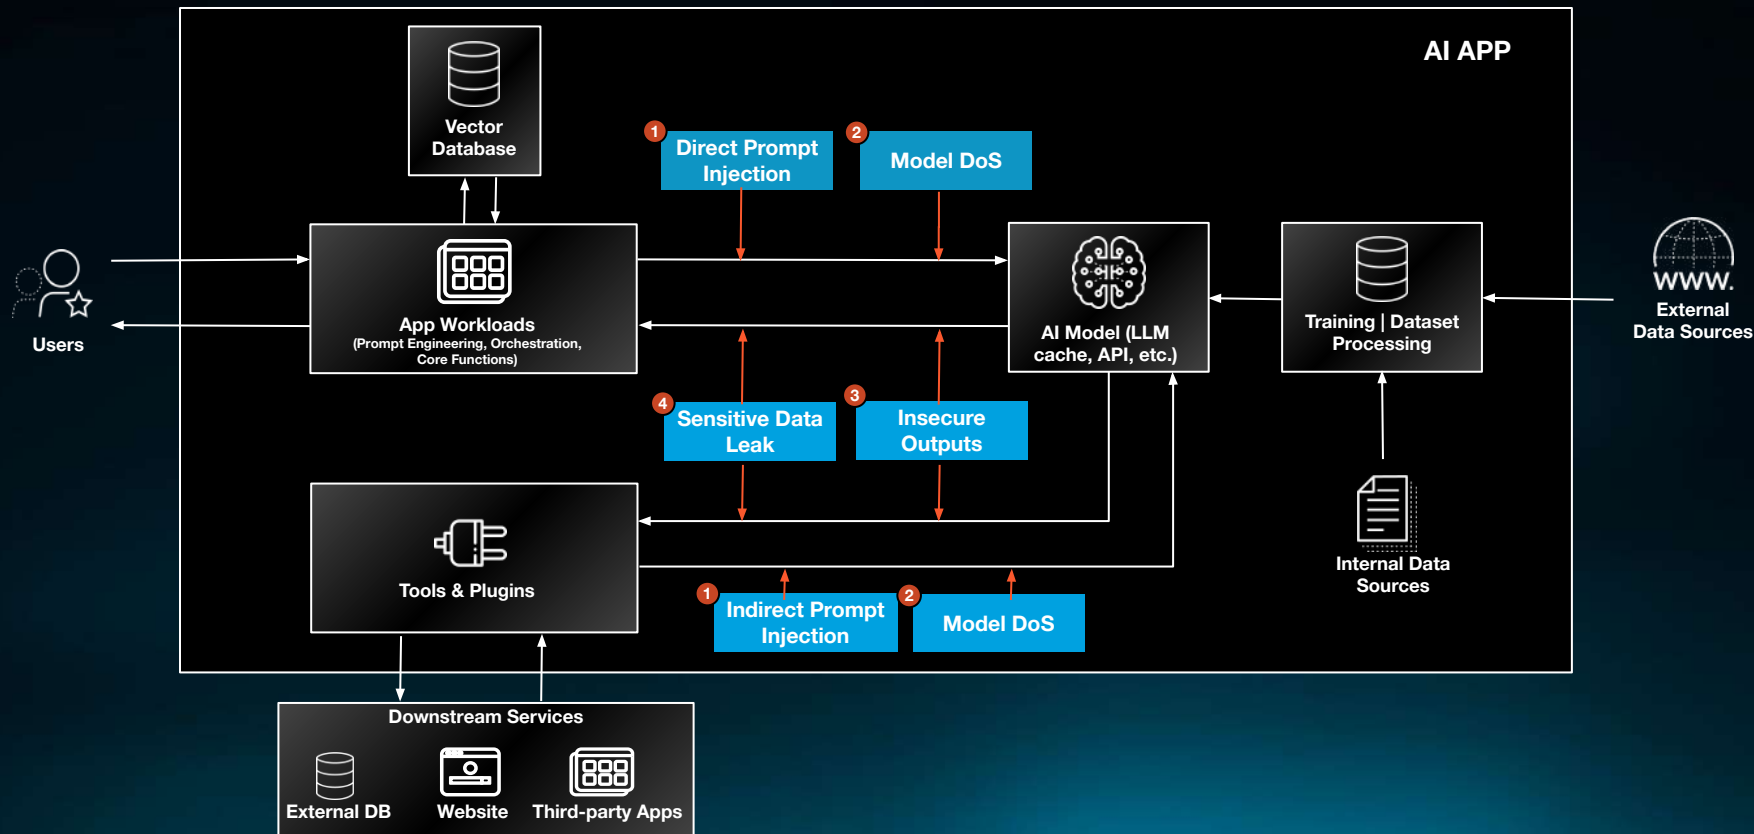 AI APP
Vector
Database
1
Direct Prompt
Injection
2
Model DoS
Users
App Workloads
(Prompt Engineering, Orchestration,
Core Functions)
AI Model (LLM
cache, API, etc.)
Training | Dataset
Processing
WWW.
External
Data Sources
4
Sensitive Data
Leak
3
Insecure
Outputs
Tools & Plugins
Internal Data
Sources
1
Indirect Prompt
Injection
2
Model DoS
Downstream Services
External DB
Website
Third-party Apps